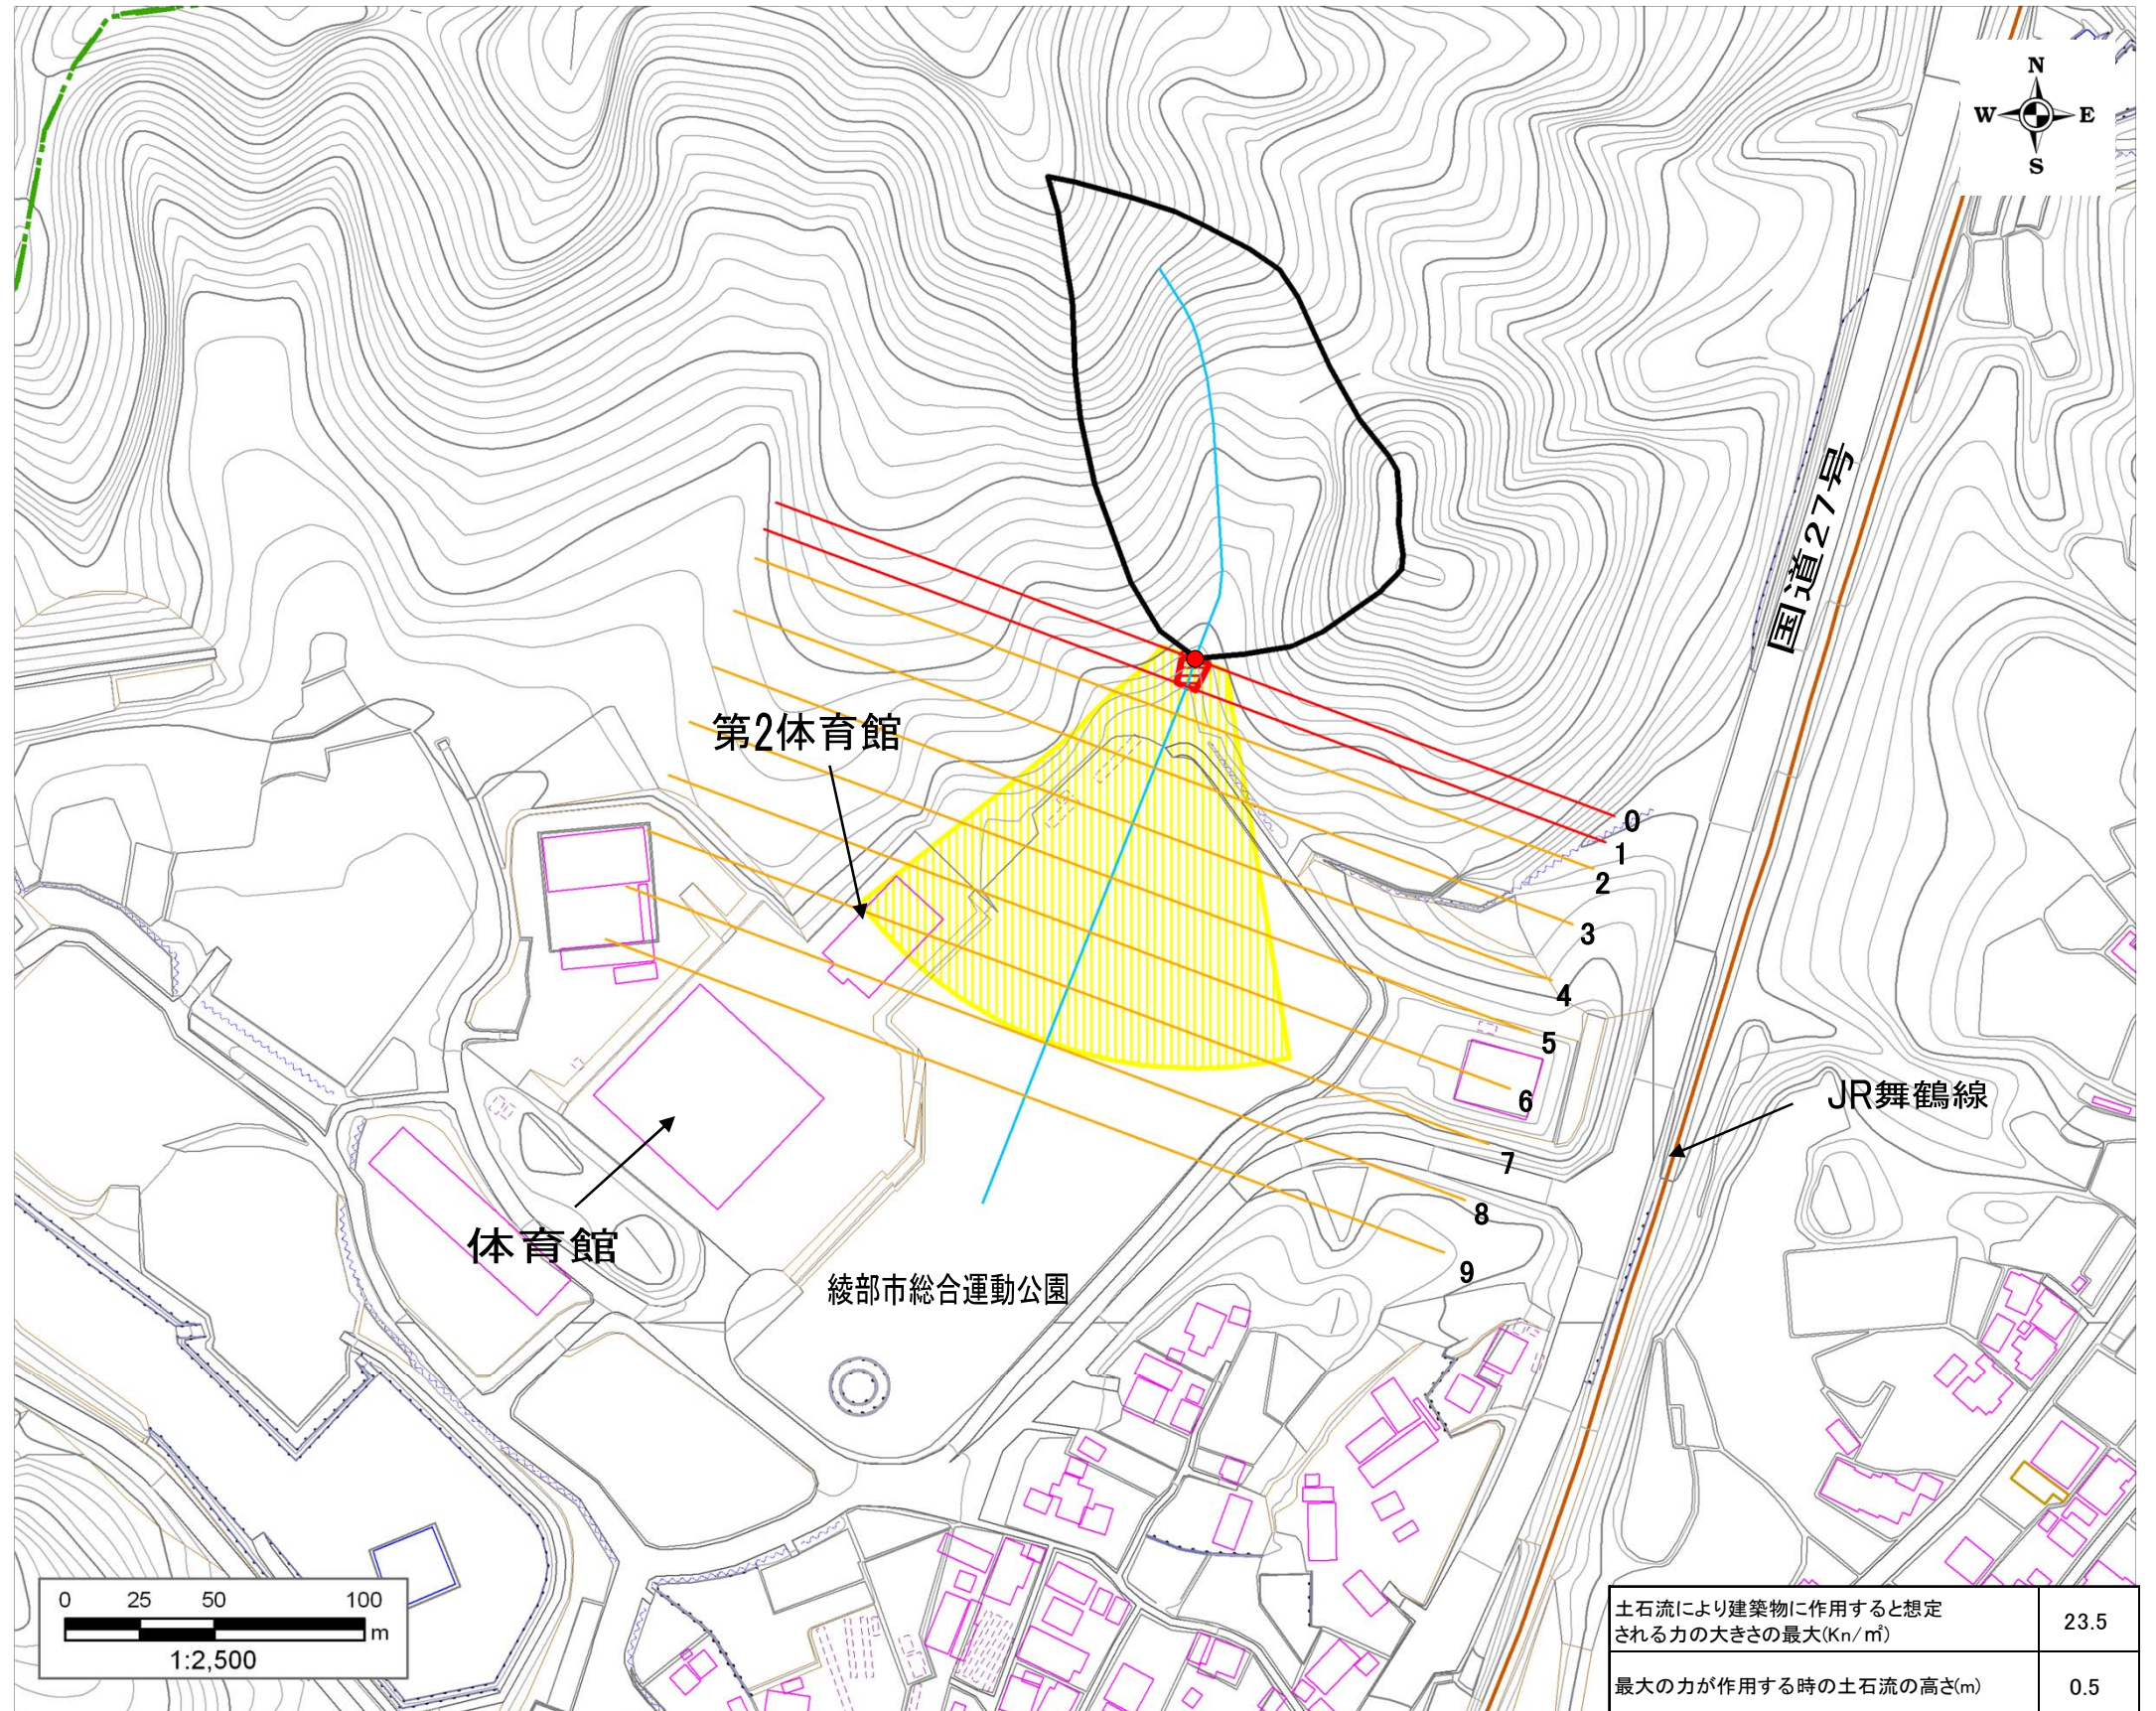 N
W E
S
国道27号
第2体育館
0
1
2
3
4
5
6
7
8
9
JR舞鶴線
体育館
綾部市総合運動公園
0 25 50 100
m
1:2,500
土石流により建築物に作用すると想定
される力の大きさの最大(Kn/㎡) 23.5
最大の力が作用する時の土石流の高さ(m) 0.5